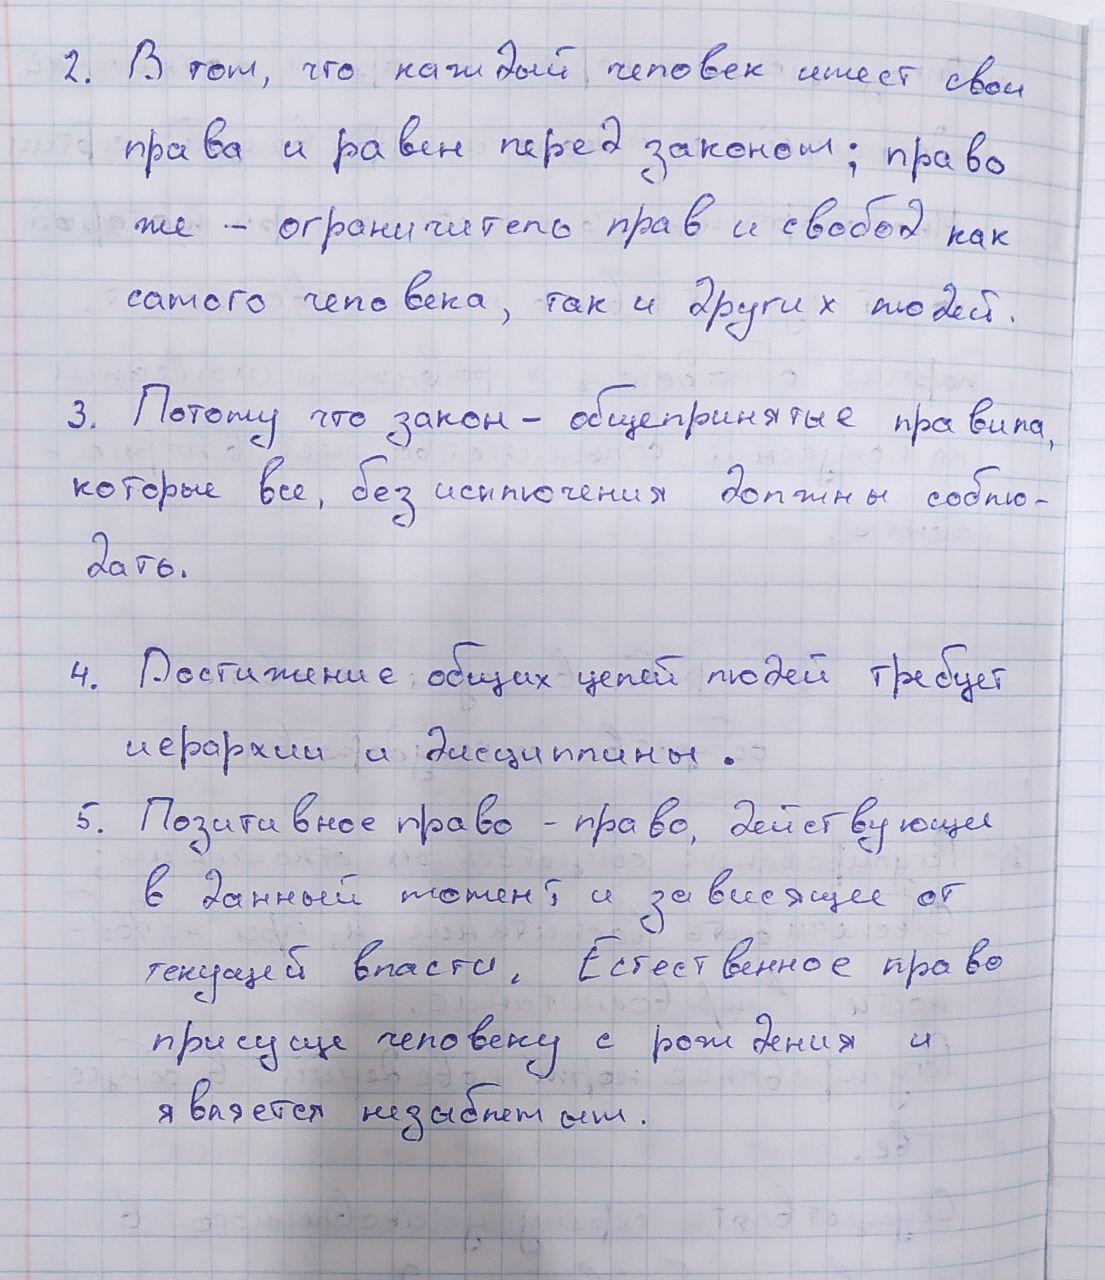 2. В том, что каждый человек имеет свои
права и равен перед законом; право
же - ограничитель прав и свобод как
самого человека, так и других людей.
3. Потому что закон - общепринятые правила,
которые все, без исключения должны соблю-
дать.
4. Достижение общих целей людей требует
иерархии и дисциплины.
5. Позитивное право - право, действующее
в данный момент и зависящее от
текущей власти. Естественное право
присуще человеку с рождения и
является незыблемым.